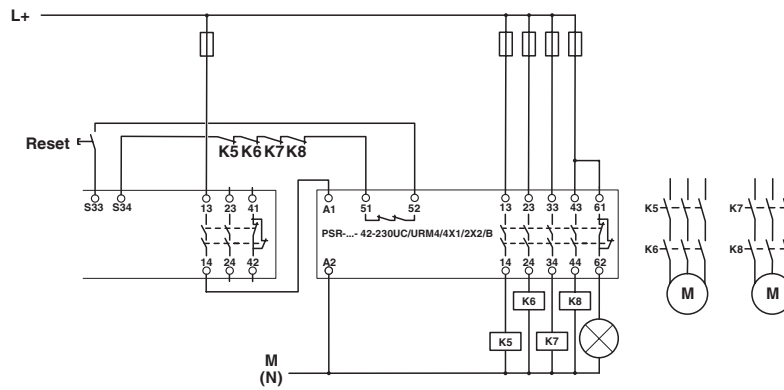 L+
Reset
K5 K6 K7 K8
S33 S34 13 23 41 A1 51 52 13 23 33 43 61
K5 K7
PSR-...- 42-230UC/URM4/4X1/2X2/B
K6 K8
14 24 42 A2 14 24 34 44 62
M M
K6 K8
K5 K7
M
(N)